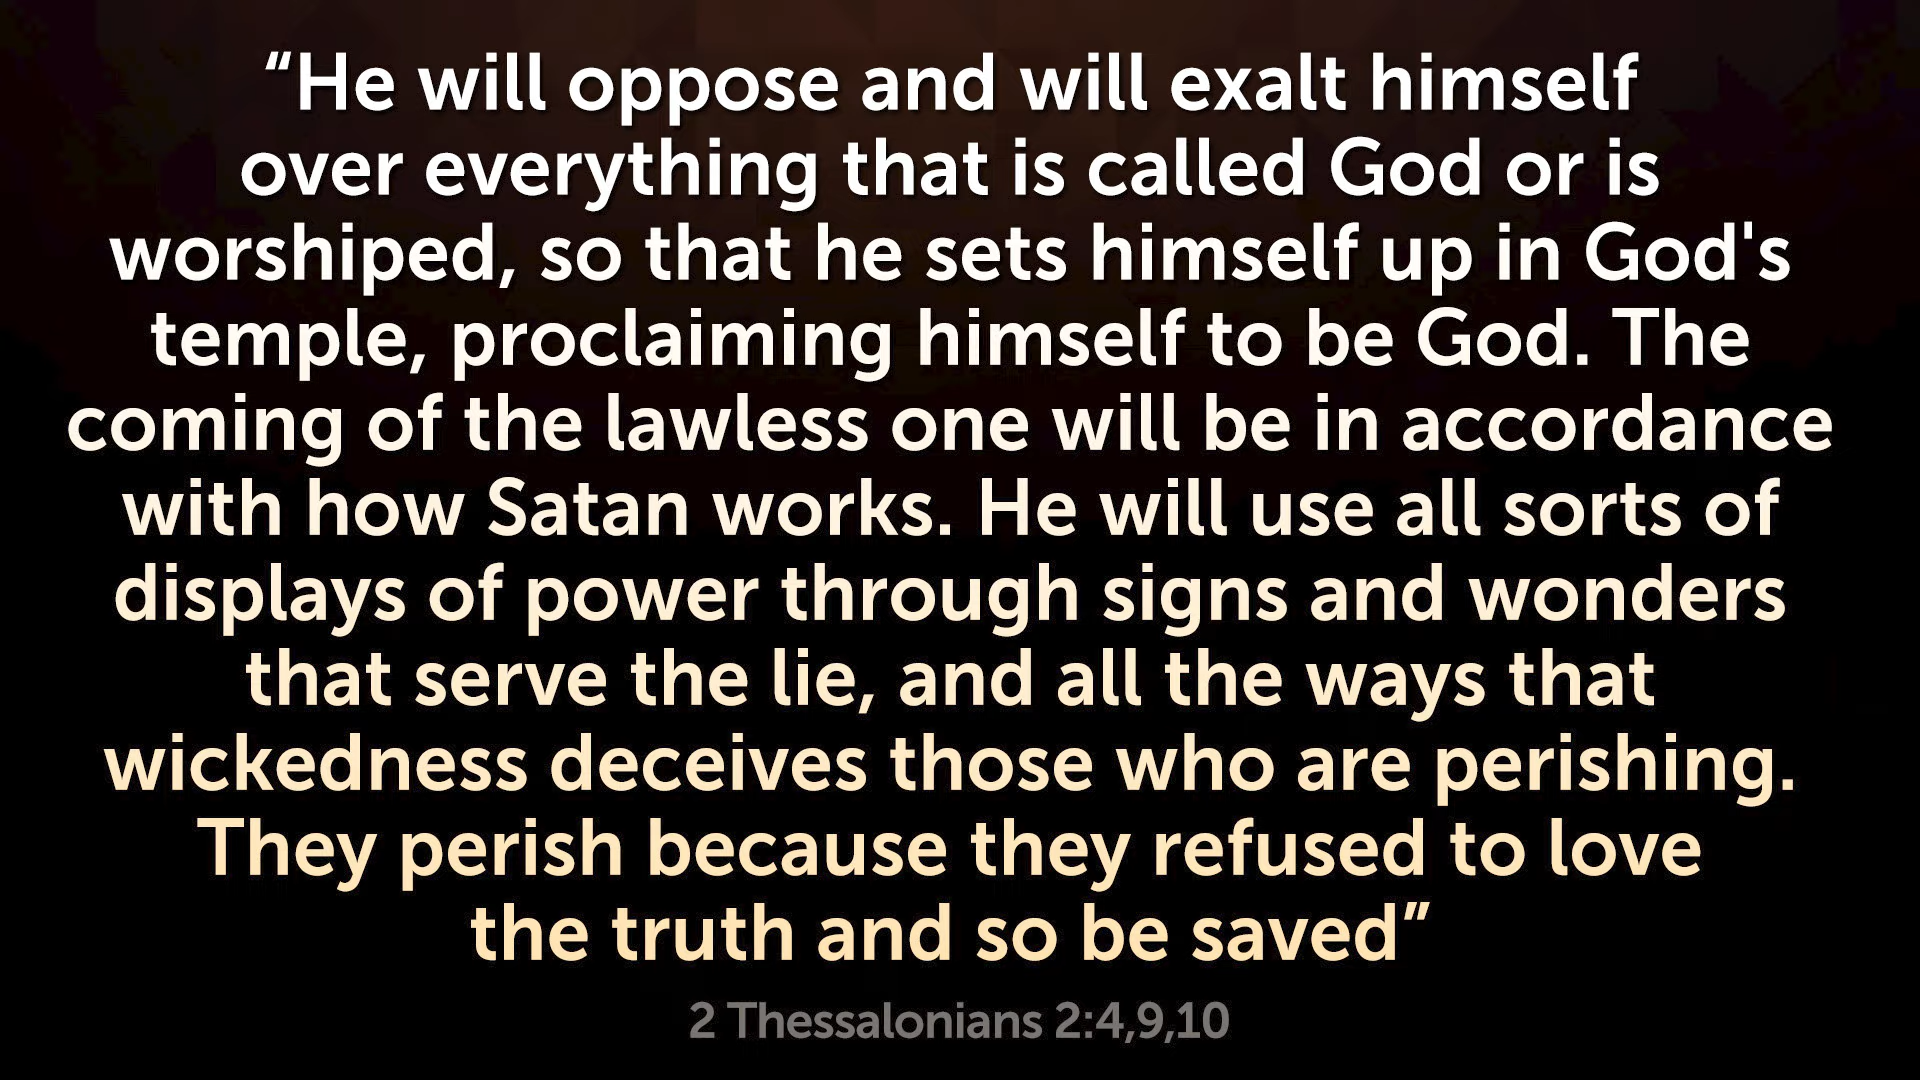 “He will oppose and will exalt himself
over everything that is called God or is
worshiped, so that he sets himself up in God's
temple, proclaiming himself to be God. The
coming of the lawless one will be in accordance
with how Satan works. He will use all sorts of
displays of power through signs and wonders
that serve the lie, and all the ways that
wickedness deceives those who are perishing.
They perish because they refused to love
the truth and so be saved”
2 Thessalonians 2:4,9,10